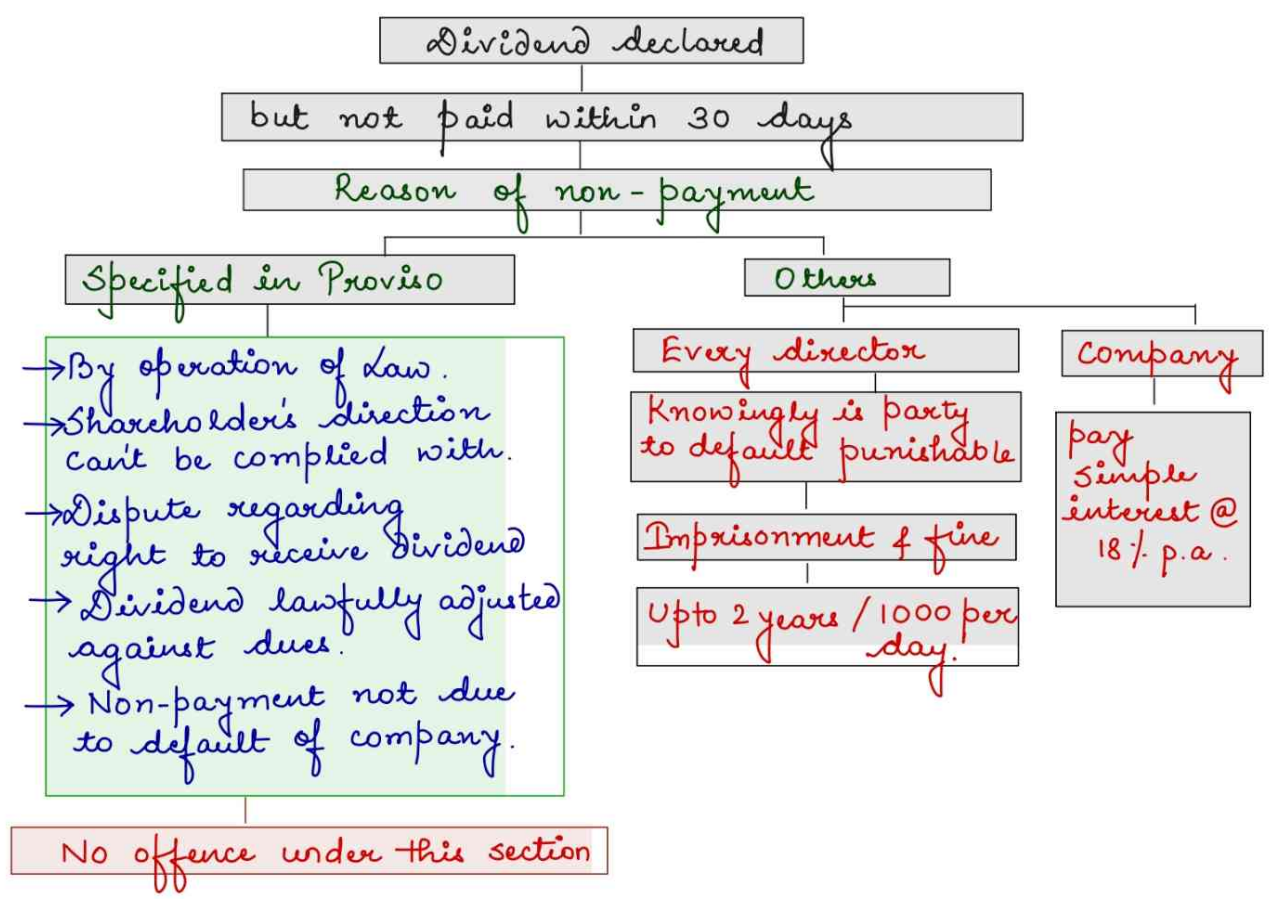 Dividend declared
but not paid within 30 days
Reason of non-payment
Specified in Proviso
→By operation of Law.
→Shareholder's direction
can't be complied with.
→Dispute regarding
right to receive dividend
→Dividend lawfully adjusted
against dues.
→Non-payment not due
to default of company.
No offence under this section
Others
Every director
Knowingly is party
to default punishable
Imprisonment & fine
Upto 2 years / 1000 per
day.
Company
pay
simple
interest @
18% p.a.